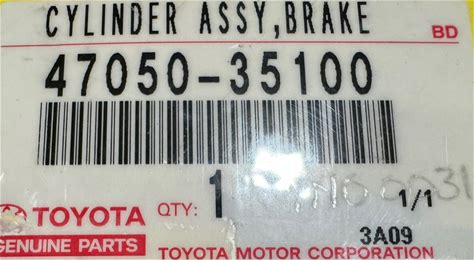 CYLINDER ASSY,BRAKE
BD
47050-35100
TOYOTA
QTY: 1
1/1
3A09
GENUINE PARTS
TOYOTA MOTOR CORPORATION